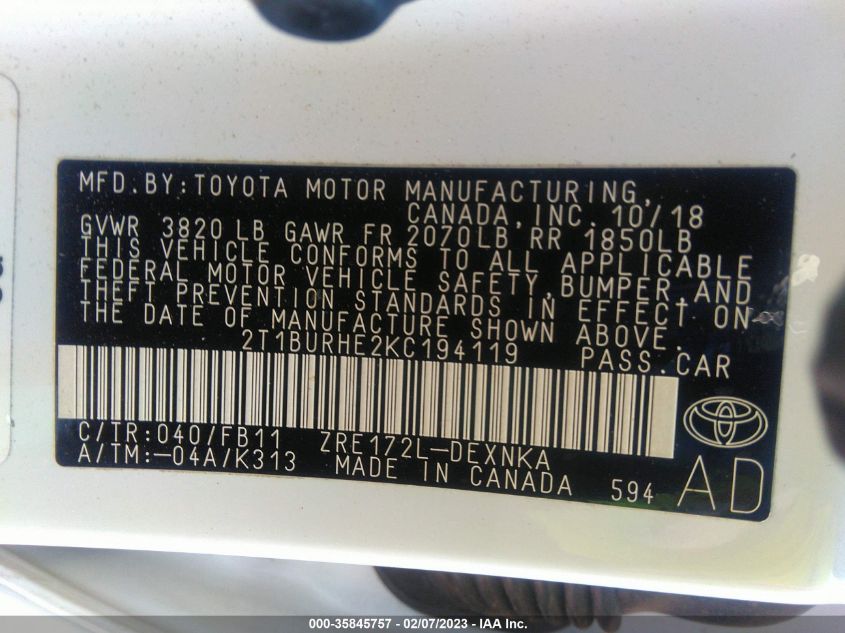 MFD.BY:TOYOTA MOTOR MANUFACTURING,
CANADA,INC. 10/18
GVWR 3820 LB GAWR FR 2070LB,RR 1850LB
THIS VEHICLE CONFORMS TO ALL APPLICABLE
FEDERAL MOTOR VEHICLE SAFETY,BUMPER,AND
THEFT PREVENTION STANDARDS IN EFFECT ON
THE DATE OF MANUFACTURE SHOWN ABOVE.
2T1BURHE2KC194119 PASS.CAR
C/TR:040/FB11 ZRE172L-DEXNKA
A/TM:-04A/K313 MADE IN CANADA 594 AD
000-35845757 - 02/07/2023 - IAA Inc.